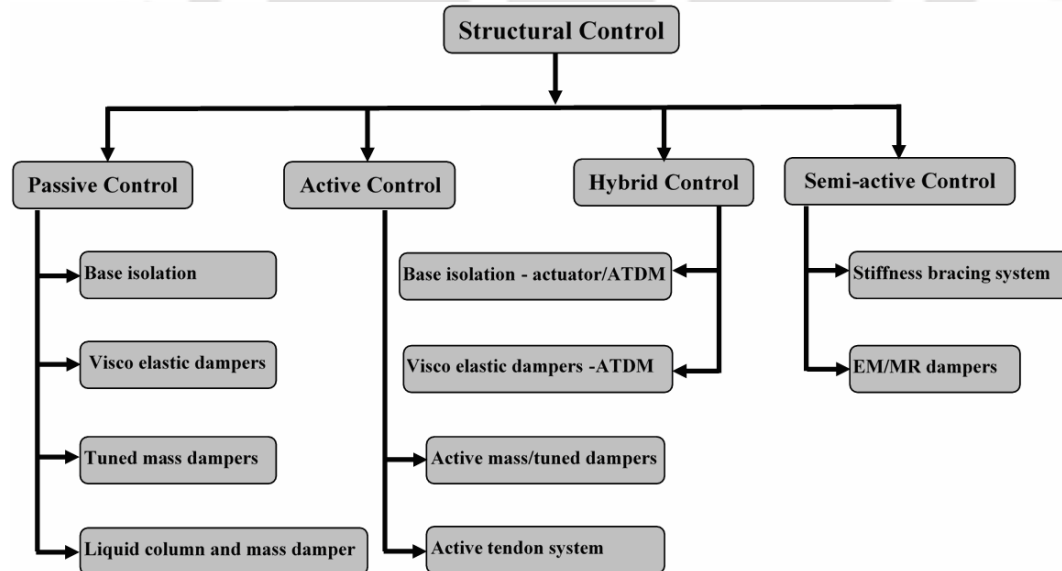 Structural Control
Passive Control
Active Control
Hybrid Control
Semi-active Control
Base isolation
Visco elastic dampers
Tuned mass dampers
Liquid column and mass damper
Active mass/tuned dampers
Active tendon system
Base isolation - actuator/ATDM
Visco elastic dampers -ATDM
Stiffness bracing system
EM/MR dampers